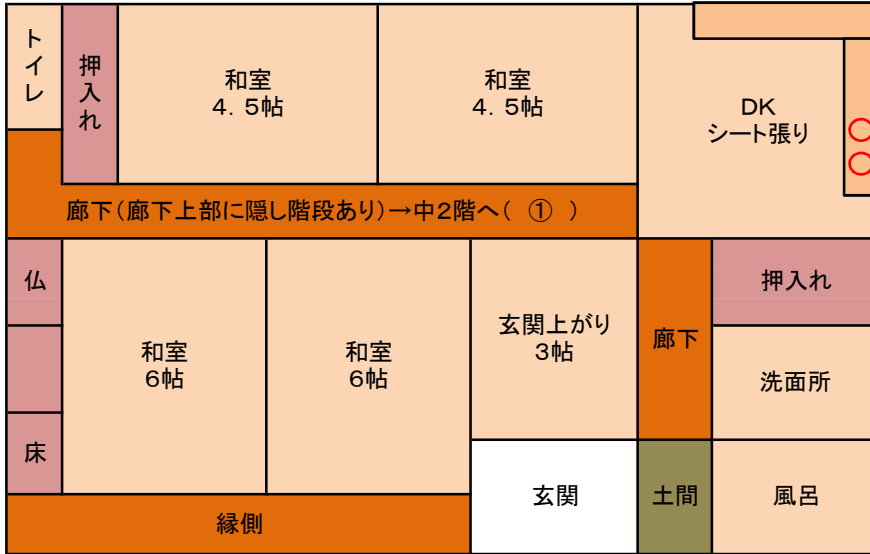 トイレ
押入れ
和室
4．5帖
和室
4．5帖
DK
シート張り
廊下（廊下上部に隠し階段あり）→中2階へ（　①　）
仏
和室
6帖
和室
6帖
玄関上がり
3帖
廊下
押入れ
洗面所
床
縁側
玄関
土間
風呂